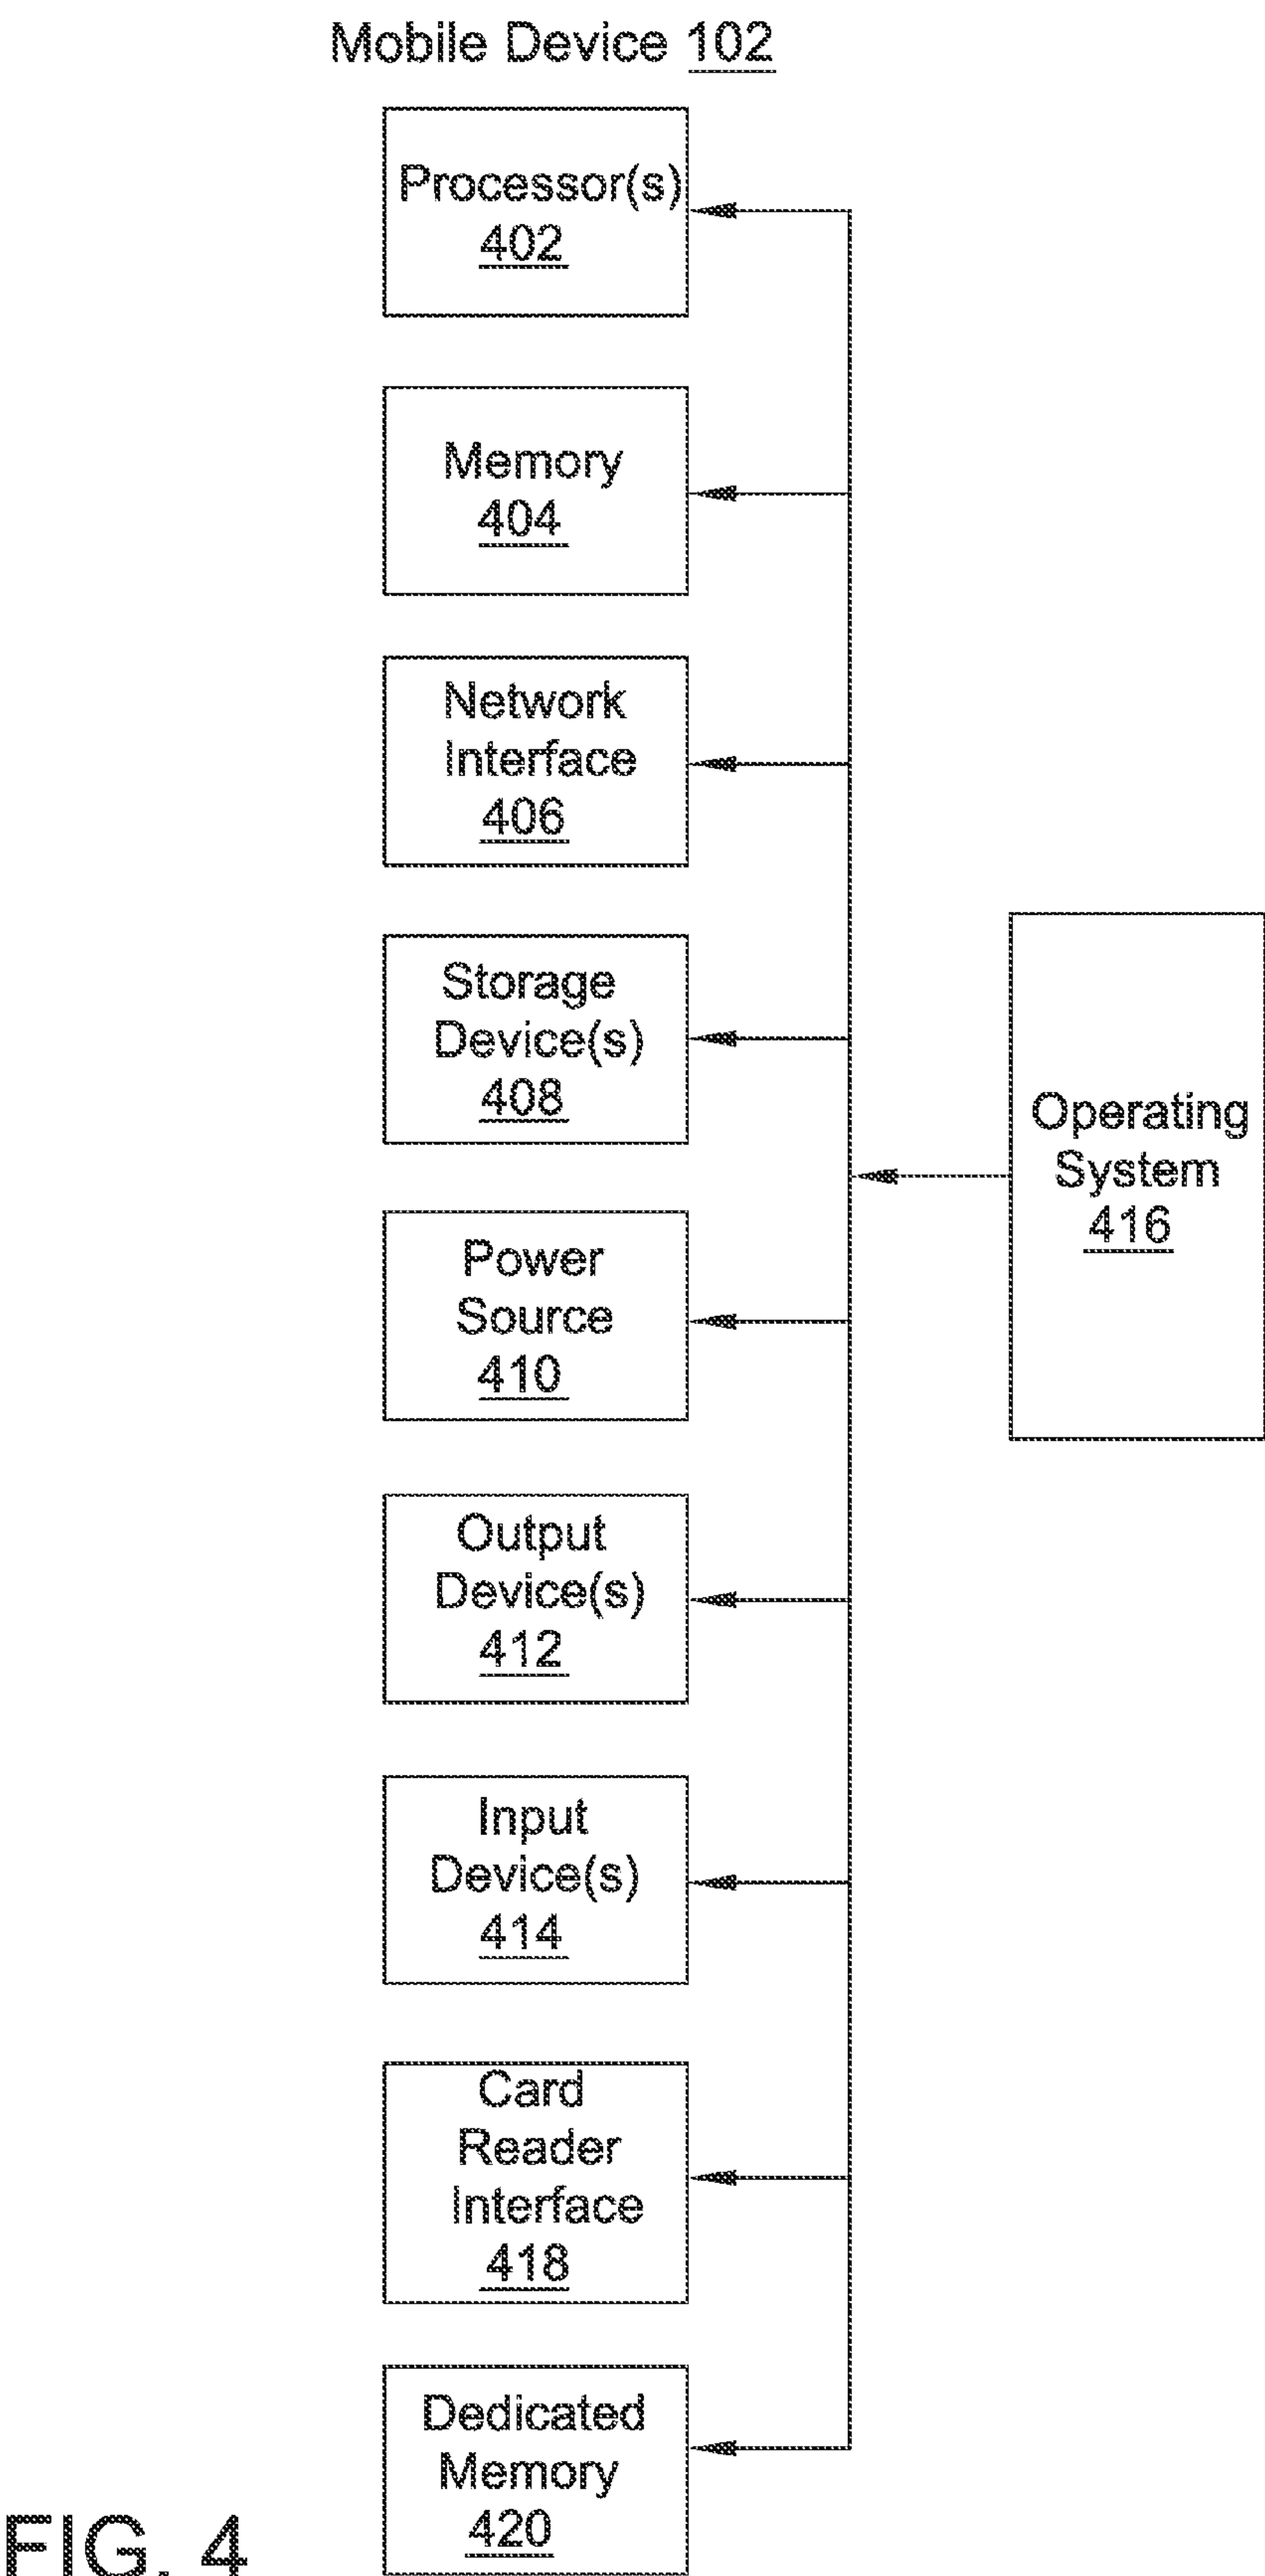 Mobile Device 102
Processor(s)
402
Memory
404
Network
Interface
406
Storage
Device(s)
408
Power
Source
410
Output
Device(s)
412
Input
Device(s)
414
Card
Reader
Interface
418
Dedicated
Memory
420
Operating
System
416
FIG. 4